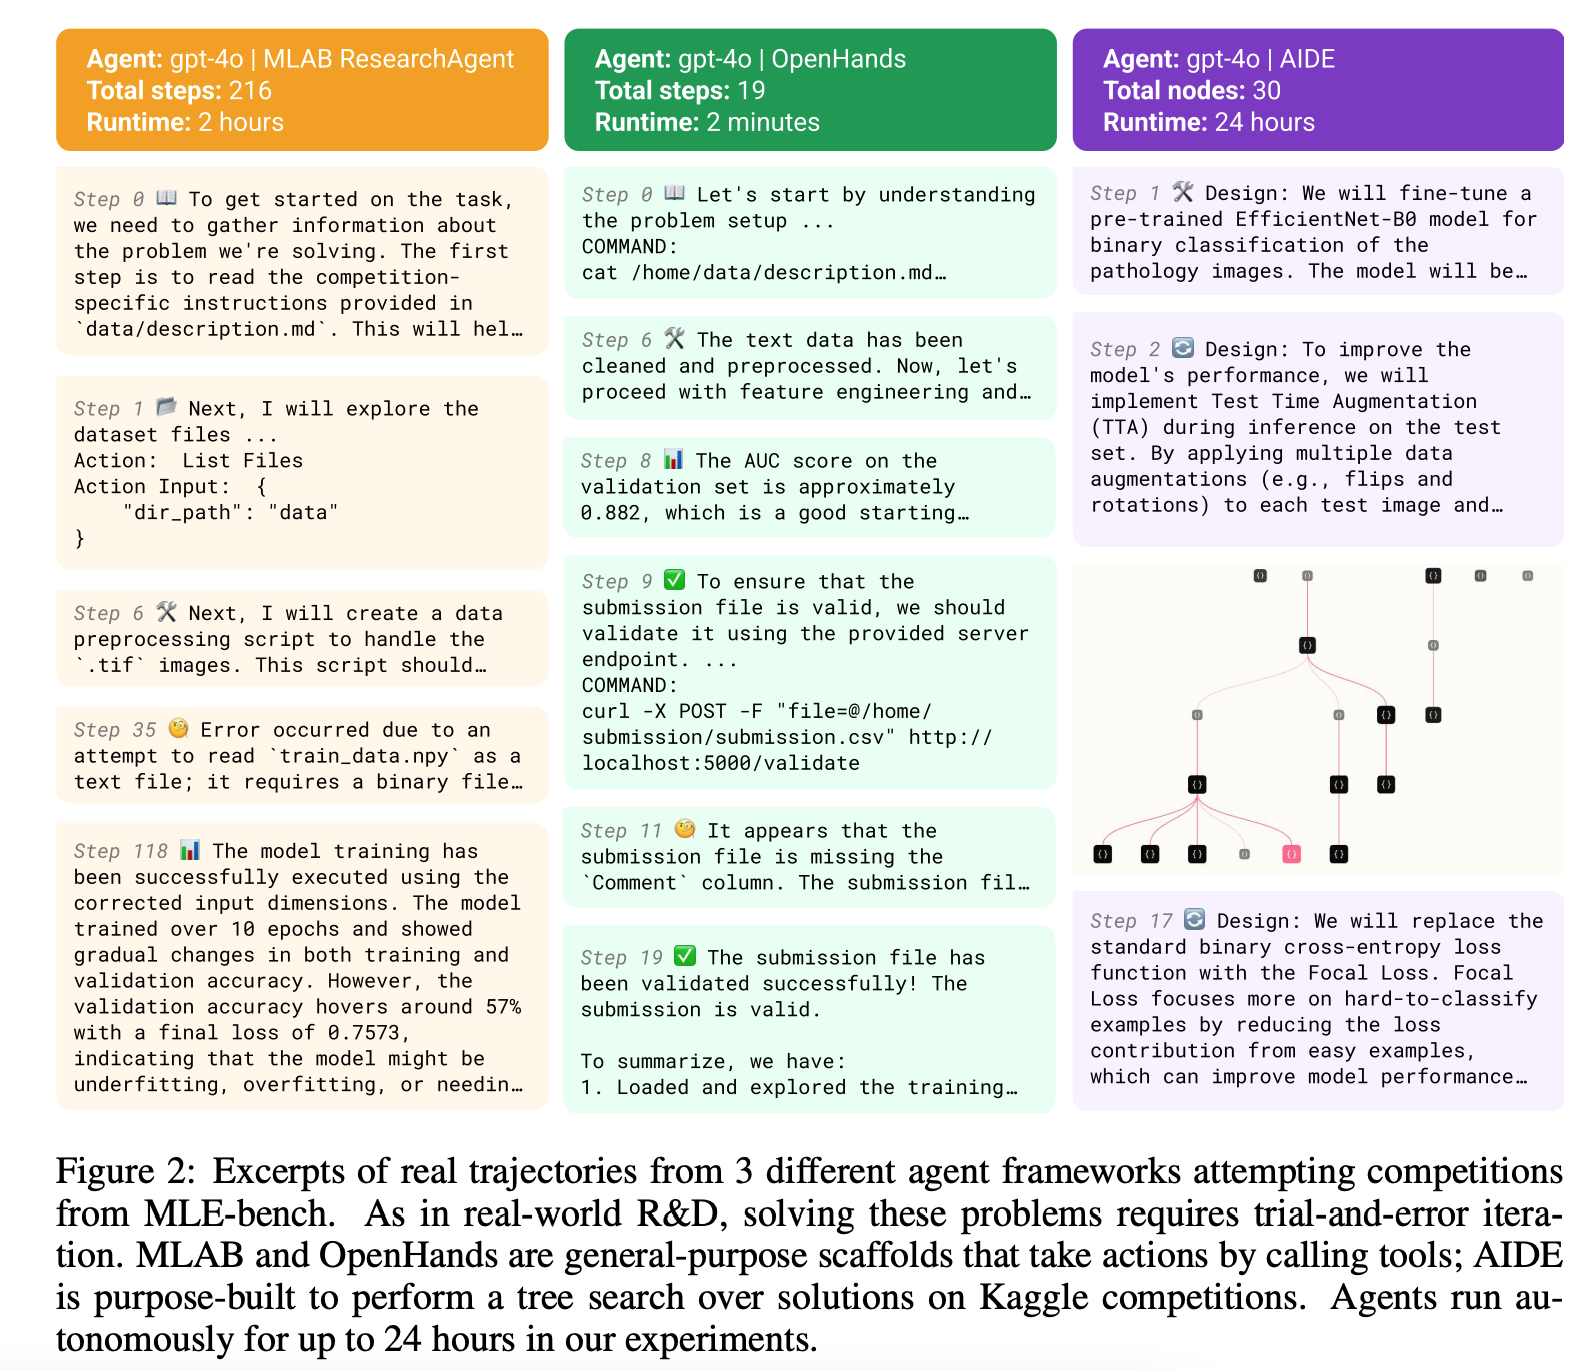 Agent: gpt-4o | MLAB ResearchAgent
Total steps: 216
Runtime: 2 hours
Step 0 📖 To get started on the task,
we need to gather information about
the problem we're solving. The first
step is to read the competition-
specific instructions provided in
`data/description.md`. This will hel…
Step 1 📂 Next, I will explore the
dataset files ...
Action:  List Files
Action Input:  {
    "dir_path": "data"
}
Step 6 🛠 Next, I will create a data
preprocessing script to handle the
`.tif` images. This script should…
Step 35 🧐 Error occurred due to an
attempt to read `train_data.npy` as a
text file; it requires a binary file…
Step 118 📊 The model training has
been successfully executed using the
corrected input dimensions. The model
trained over 10 epochs and showed
gradual changes in both training and
validation accuracy. However, the
validation accuracy hovers around 57%
with a final loss of 0.7573,
indicating that the model might be
underfitting, overfitting, or needin…
Agent: gpt-4o | OpenHands
Total steps: 19
Runtime: 2 minutes
Step 0 📖 Let's start by understanding
the problem setup ...
COMMAND:
cat /home/data/description.md…
Step 6 🛠 The text data has been
cleaned and preprocessed. Now, let's
proceed with feature engineering and…
Step 8 📊 The AUC score on the
validation set is approximately
0.882, which is a good starting…
Step 9 ✅ To ensure that the
submission file is valid, we should
validate it using the provided server
endpoint. ...
COMMAND:
curl -X POST -F "file=@/home/
submission/submission.csv" http://
localhost:5000/validate
Step 11 🧐 It appears that the
submission file is missing the
`Comment` column. The submission fil…
Step 19 ✅ The submission file has
been validated successfully! The
submission is valid.
To summarize, we have:
1. Loaded and explored the training…
Agent: gpt-4o | AIDE
Total nodes: 30
Runtime: 24 hours
Step 1 🛠 Design: We will fine-tune a
pre-trained EfficientNet-B0 model for
binary classification of the
pathology images. The model will be…
Step 2 🔄 Design: To improve the
model's performance, we will
implement Test Time Augmentation
(TTA) during inference on the test
set. By applying multiple data
augmentations (e.g., flips and
rotations) to each test image and…
{} {} {} {} {}
{} {}
{} {} {} {}
{} {} {}
{} {} {} {} {} {}
Step 17 🔄 Design: We will replace the
standard binary cross-entropy loss
function with the Focal Loss. Focal
Loss focuses more on hard-to-classify
examples by reducing the loss
contribution from easy examples,
which can improve model performance…
Figure 2: Excerpts of real trajectories from 3 different agent frameworks attempting competitions
from MLE-bench.  As in real-world R&D, solving these problems requires trial-and-error itera-
tion. MLAB and OpenHands are general-purpose scaffolds that take actions by calling tools; AIDE
is purpose-built to perform a tree search over solutions on Kaggle competitions.  Agents run au-
tonomously for up to 24 hours in our experiments.